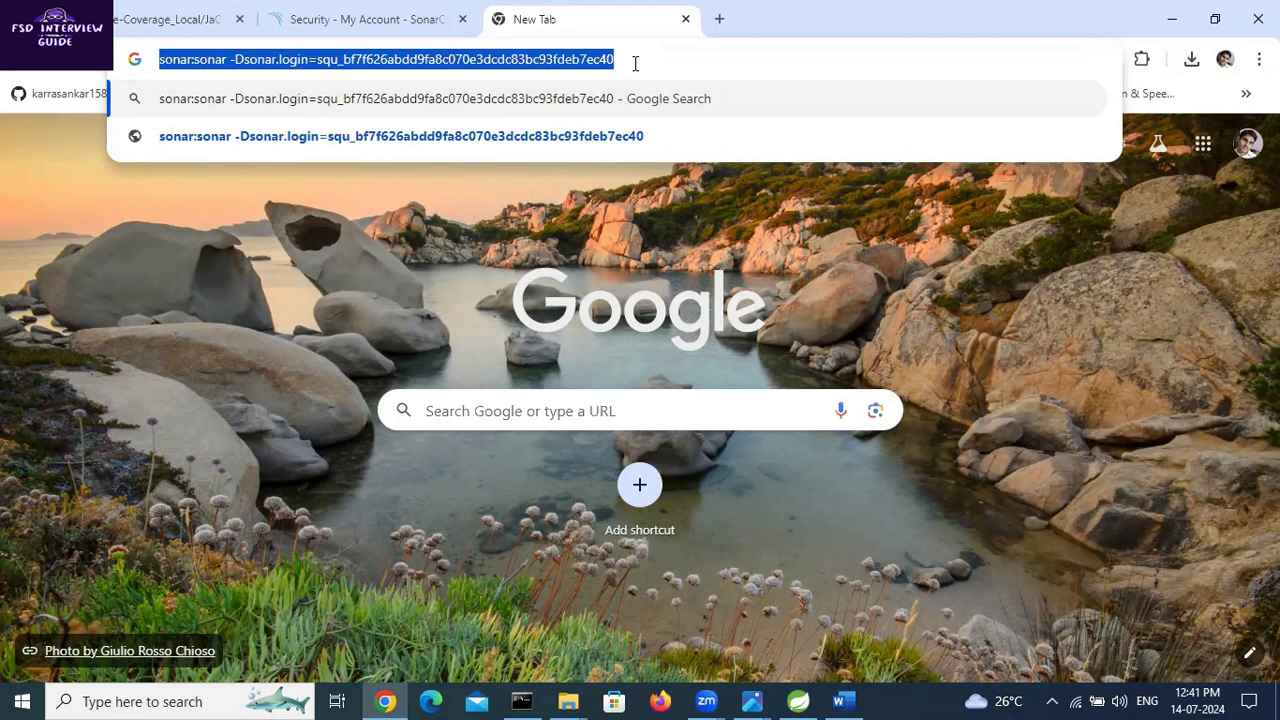 FSD INTERVIEW
GUIDE
e-Coverage_Local/JaC
Security - My Account - SonarQ
New Tab
sonar:sonar -Dsonar.login=squ_bf7f626abdd9fa8c070e3dcdc83bc93fdeb7ec40
karrasankar158
sonar:sonar -Dsonar.login=squ_bf7f626abdd9fa8c070e3dcdc83bc93fdeb7ec40 - Google Search
n & Spee...
sonar:sonar -Dsonar.login=squ_bf7f626abdd9fa8c070e3dcdc83bc93fdeb7ec40
Google
Search Google or type a URL
Add shortcut
Photo by Giulio Rosso Chioso
Type here to search
zm
W
26°C
ENG
12:41 PM
14-07-2024